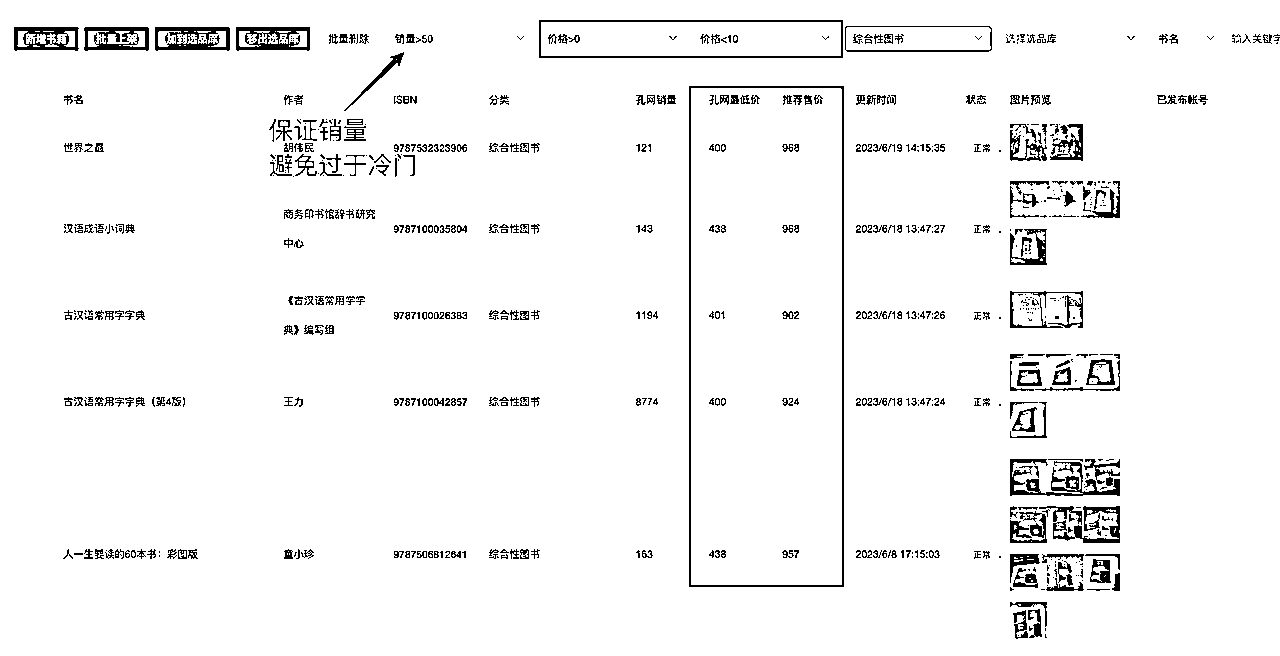 新增书籍 批量上架 加到选品库 移出选品库 批量删除 销量>50 价格>0 价格<10 综合性图书 选择选品库 书名 输入关键字
书名 作者 ISBN 分类 孔网销量 孔网最低价 推荐售价 更新时间 状态 图片预览 已发布帐号
保证销量
避免过于冷门
世界之最 胡伟民 9787532323906 综合性图书 121 400 968 2023/6/19 14:15:35 正常
汉语成语小词典 商务印书馆辞书研究
中心 9787100035804 综合性图书 143 438 968 2023/6/18 13:47:27 正常
古汉语常用字字典 《古汉语常用字字
典》编写组 9787100026383 综合性图书 1194 401 902 2023/6/18 13:47:26 正常
古汉语常用字字典（第4版） 王力 9787100042857 综合性图书 8774 400 924 2023/6/18 13:47:24 正常
人一生要读的60本书：彩图版 童小珍 9787506812641 综合性图书 163 438 957 2023/6/8 17:15:03 正常